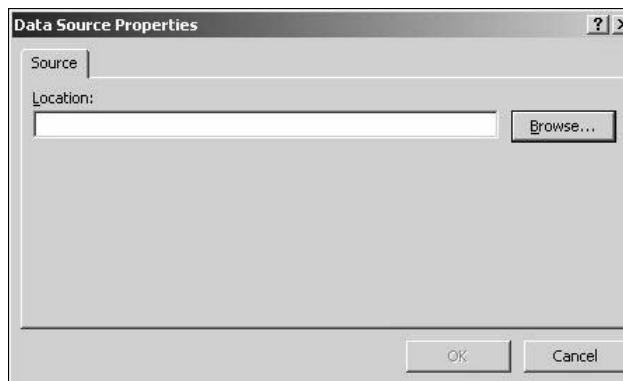 Data Source Properties
Source
Location:
Browse...
OK
Cancel